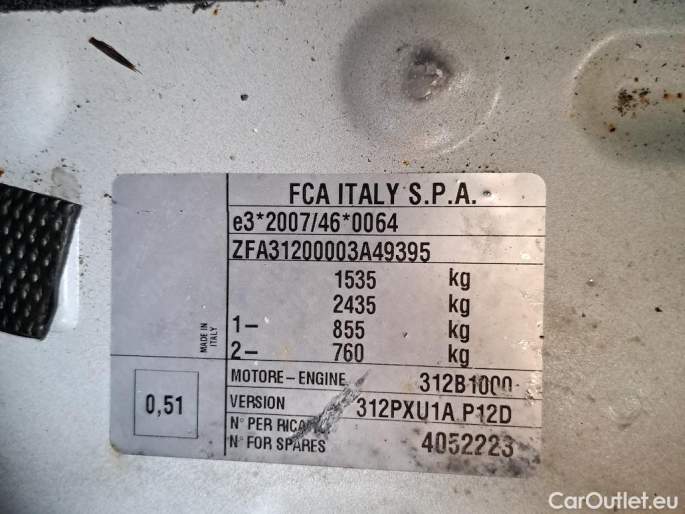 FCA ITALY S.P.A.
e3*2007/46*0064
ZFA31200003A49395
1535 kg
2435 kg
1– 855 kg
2– 760 kg
MADE IN
ITALY
MOTORE – ENGINE 312B1000
0,51
VERSION 312PXU1A P12D
N° PER RICA
N° FOR SPARES 4052223
CarOutlet.eu